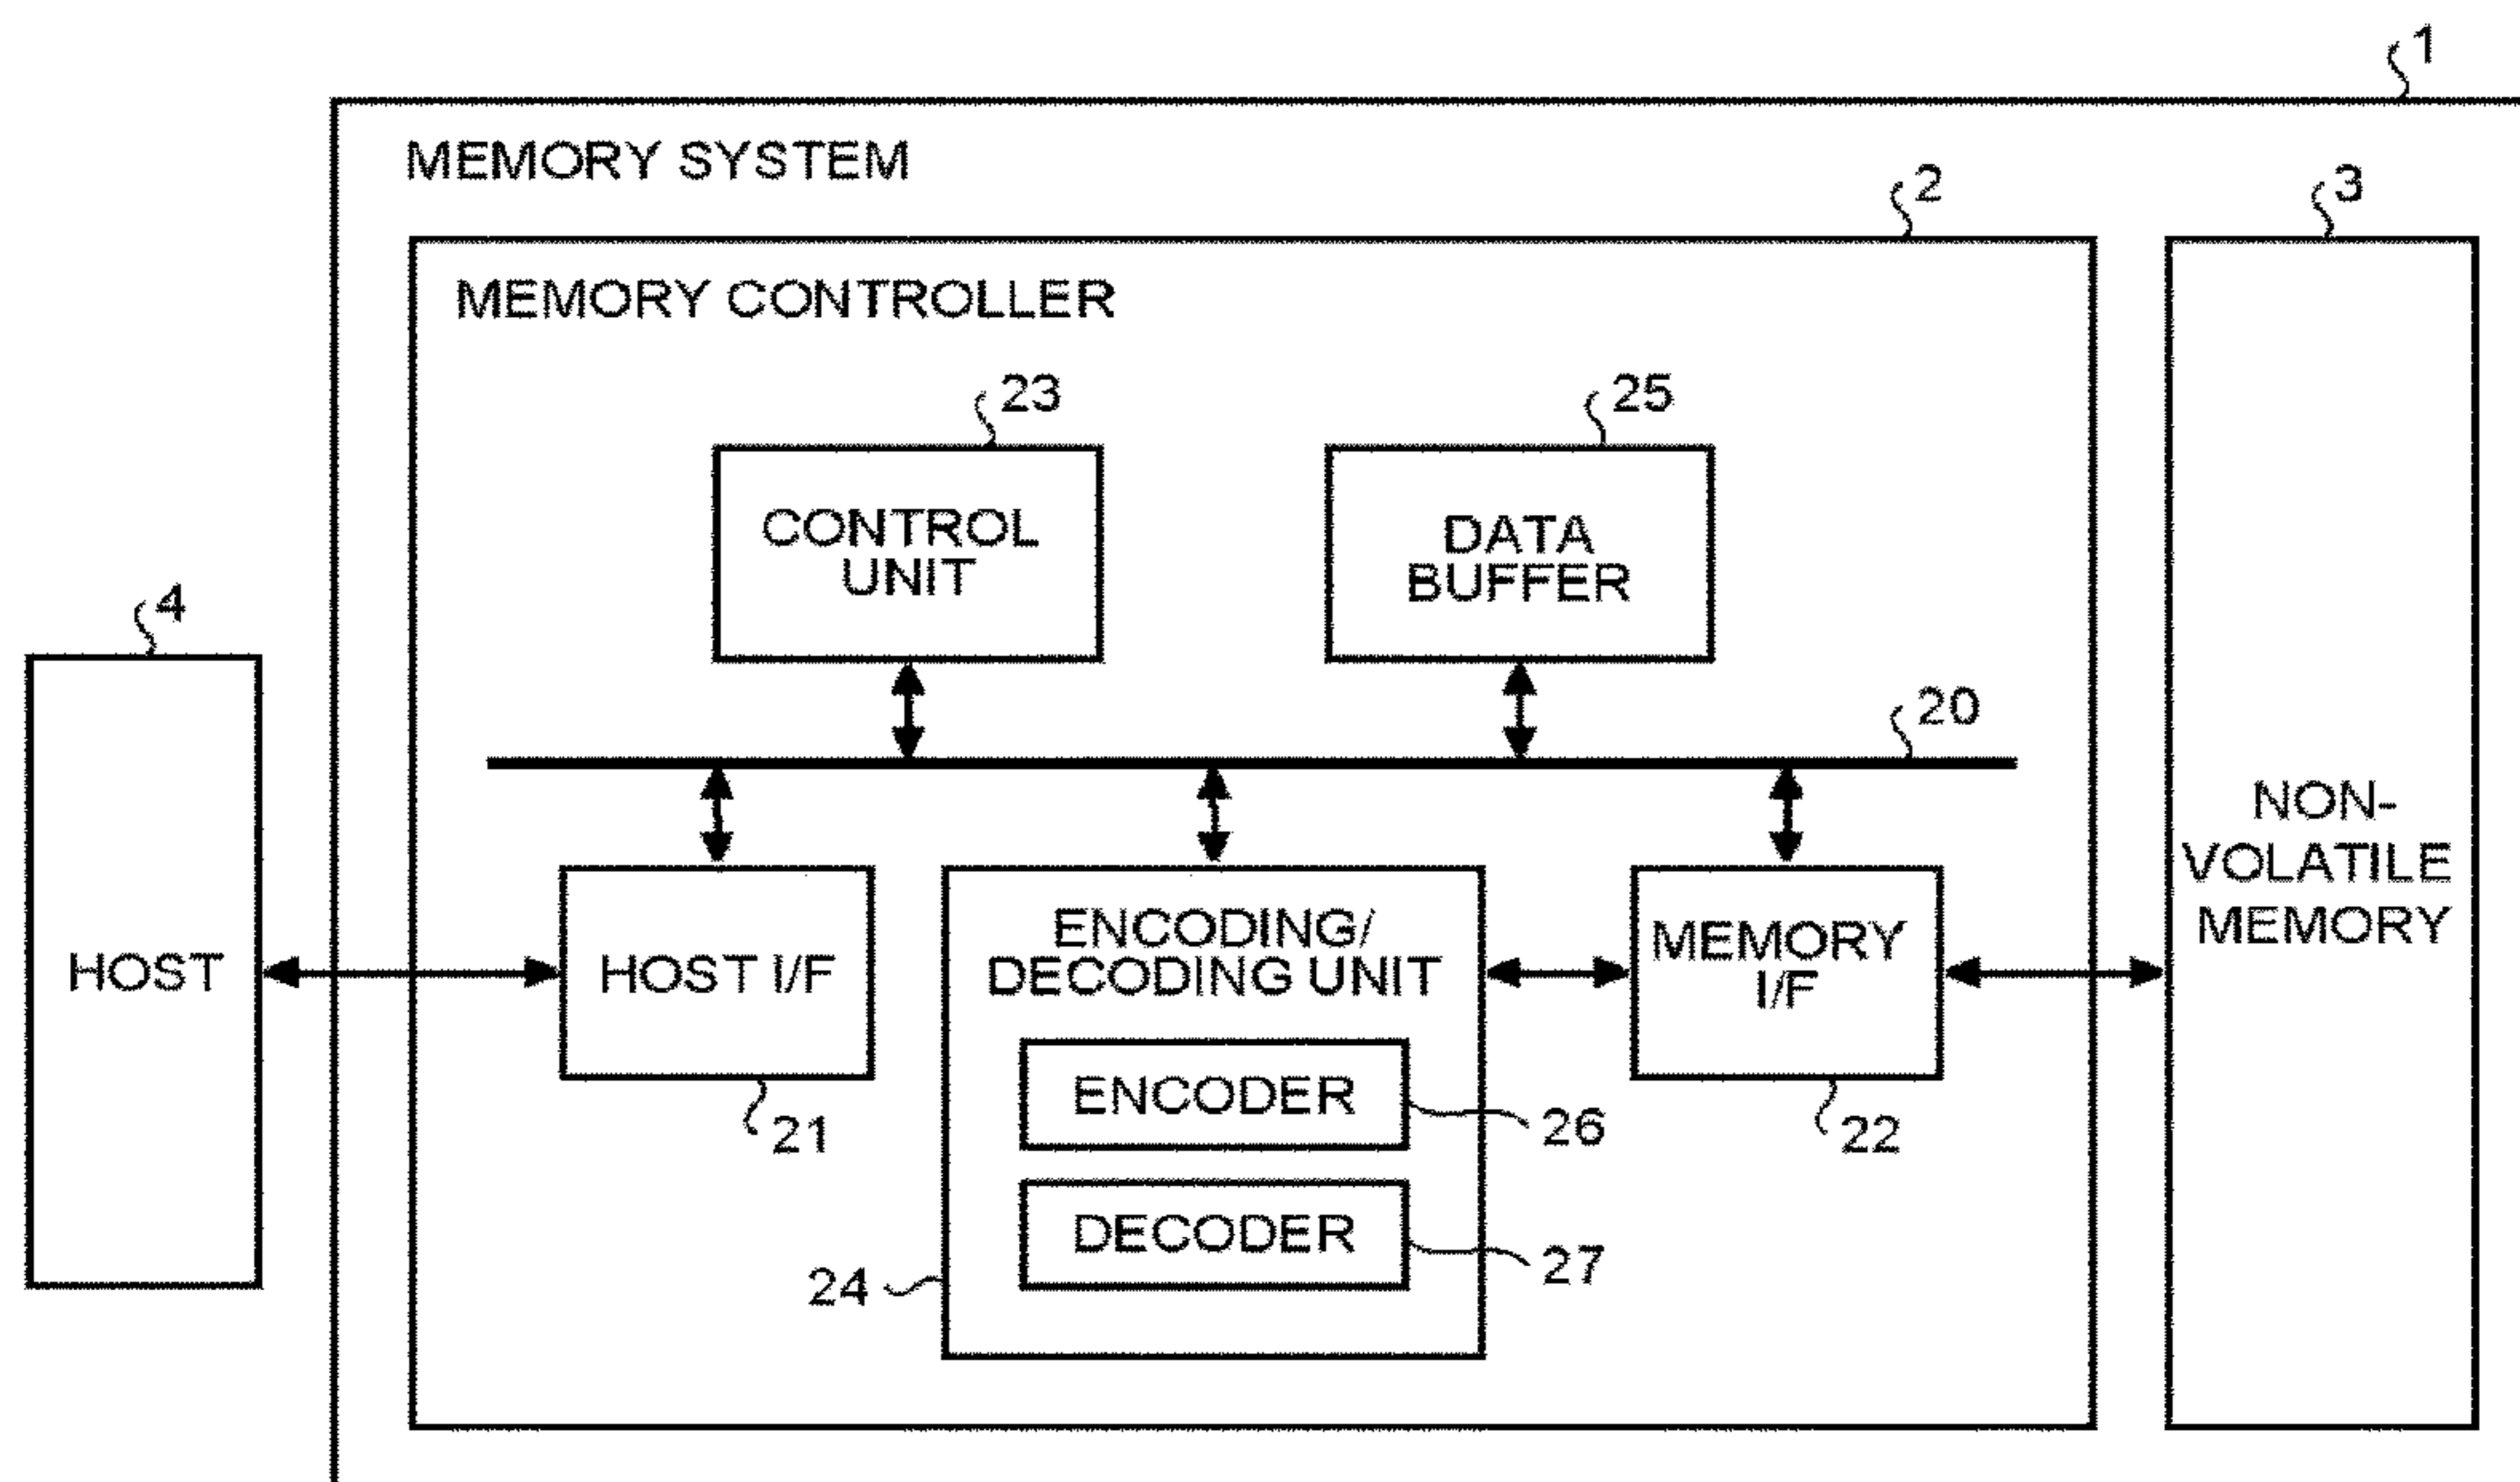 1
MEMORY SYSTEM
2
3
MEMORY CONTROLLER
23
25
CONTROL
UNIT
DATA
BUFFER
4
20
NON-
VOLATILE
MEMORY
HOST
HOST I/F
ENCODING/
DECODING UNIT
MEMORY
I/F
ENCODER
21
26
22
DECODER
24
27